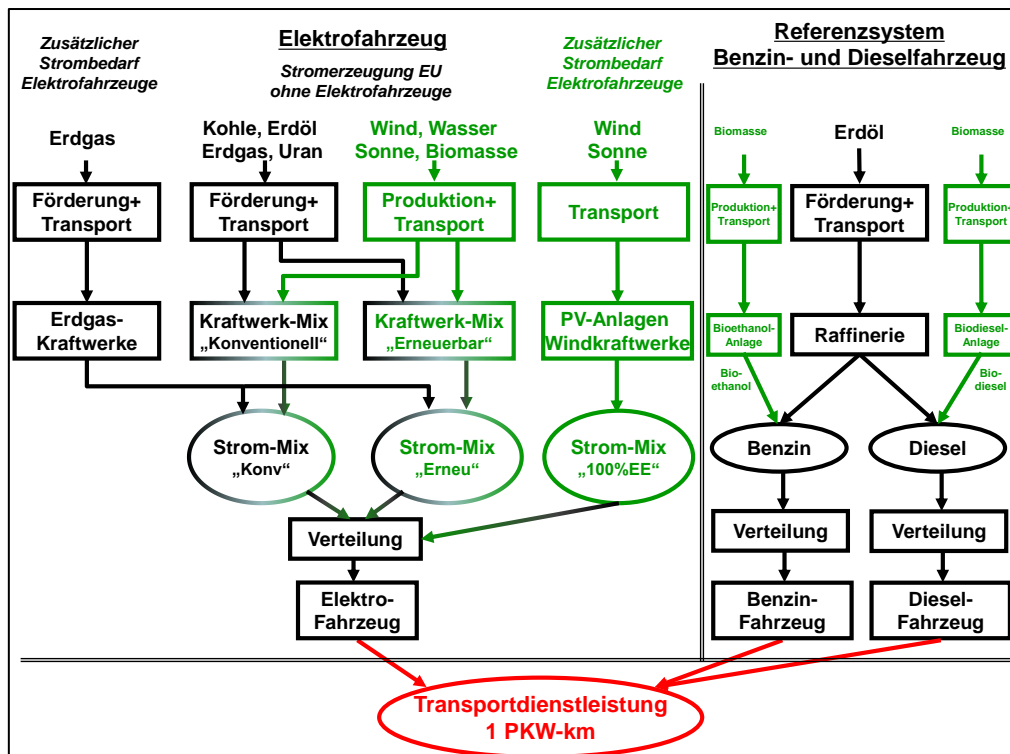 Elektrofahrzeug
Referenzsystem
Benzin- und Dieselfahrzeug
Zusätzlicher
Strombedarf
Elektrofahrzeuge
Stromerzeugung EU
ohne Elektrofahrzeuge
Zusätzlicher
Strombedarf
Elektrofahrzeuge
Erdgas
Kohle, Erdöl
Erdgas, Uran
Wind, Wasser
Sonne, Biomasse
Wind
Sonne
Biomasse
Erdöl
Biomasse
Förderung+
Transport
Förderung+
Transport
Produktion+
Transport
Transport
Produktion+
Transport
Förderung+
Transport
Produktion+
Transport
Erdgas-
Kraftwerke
Kraftwerk-Mix
„Konventionell“
Kraftwerk-Mix
„Erneuerbar“
PV-Anlagen
Windkraftwerke
Bioethanol-
Anlage
Raffinerie
Biodiesel-
Anlage
Bio-
ethanol
Bio-
diesel
Strom-Mix
„Konv“
Strom-Mix
„Erneu“
Strom-Mix
„100%EE“
Benzin
Diesel
Verteilung
Verteilung
Verteilung
Elektro-
Fahrzeug
Benzin-
Fahrzeug
Diesel-
Fahrzeug
Transportdienstleistung
1 PKW-km